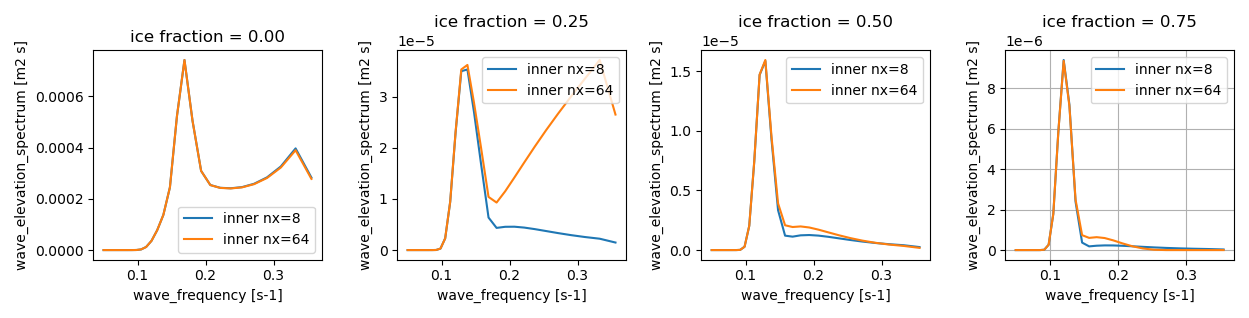 ice fraction = 0.00
wave_elevation_spectrum [m2 s]
0.0006
0.0004
0.0002
0.0000
inner nx=8
inner nx=64
0.1
0.2
0.3
wave_frequency [s-1]
ice fraction = 0.25
1e−5
wave_elevation_spectrum [m2 s]
3
2
1
0
inner nx=8
inner nx=64
0.1
0.2
0.3
wave_frequency [s-1]
ice fraction = 0.50
1e−5
wave_elevation_spectrum [m2 s]
1.5
1.0
0.5
0.0
inner nx=8
inner nx=64
0.1
0.2
0.3
wave_frequency [s-1]
ice fraction = 0.75
1e−6
wave_elevation_spectrum [m2 s]
8
6
4
2
0
inner nx=8
inner nx=64
0.1
0.2
0.3
wave_frequency [s-1]